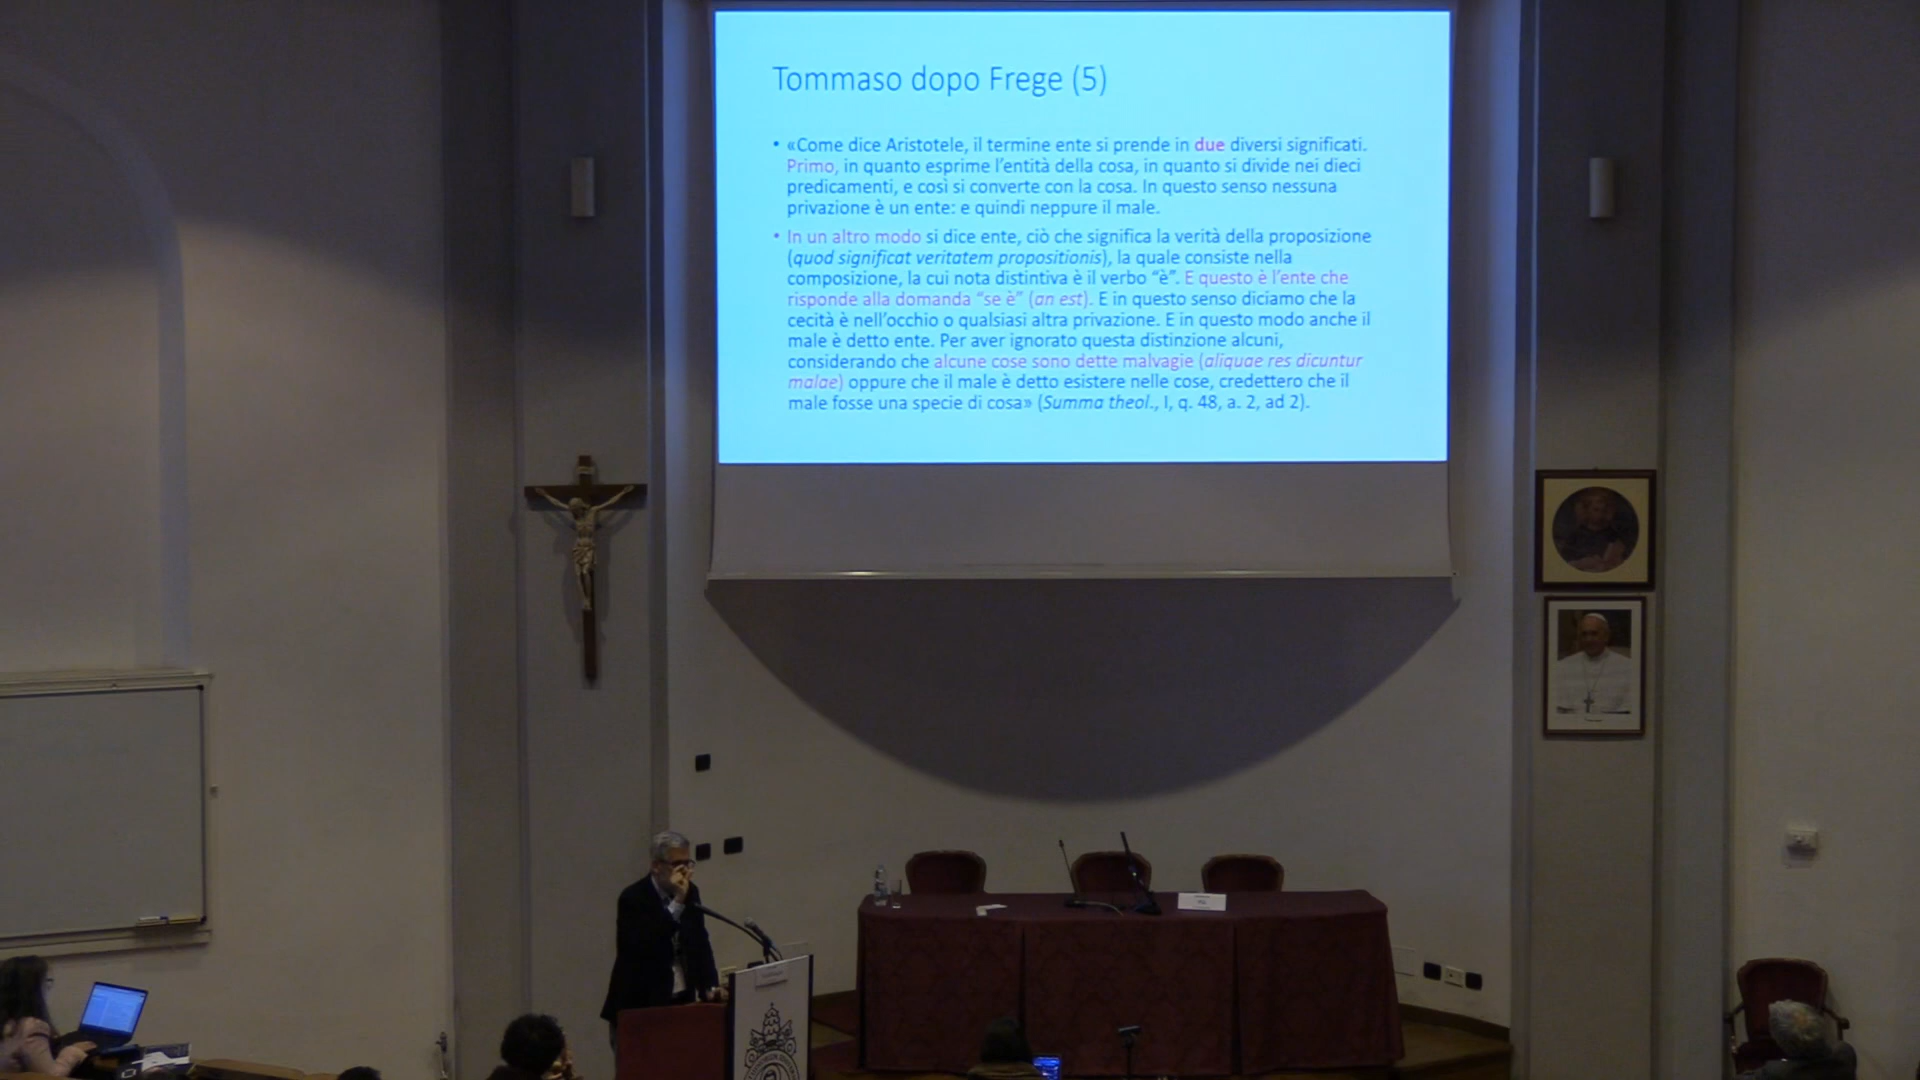 Tommaso dopo Frege (5)
• «Come dice Aristotele, il termine ente si prende in due diversi significati.
Primo, in quanto esprime l'entità della cosa, in quanto si divide nei dieci
predicamenti, e così si converte con la cosa. In questo senso nessuna
privazione è un ente: e quindi neppure il male.
• In un altro modo si dice ente, ciò che significa la verità della proposizione
(quod significat veritatem propositionis), la quale consiste nella
composizione, la cui nota distintiva è il verbo “è”. E questo è l'ente che
risponde alla domanda “se è” (an est). E in questo senso diciamo che la
cecità è nell'occhio o qualsiasi altra privazione. E in questo modo anche il
male è detto ente. Per aver ignorato questa distinzione alcuni,
considerando che alcune cose sono dette malvagie (aliquae res dicuntur
malae) oppure che il male è detto esistere nelle cose, credettero che il
male fosse una specie di cosa» (Summa theol., I, q. 48, a. 2, ad 2).